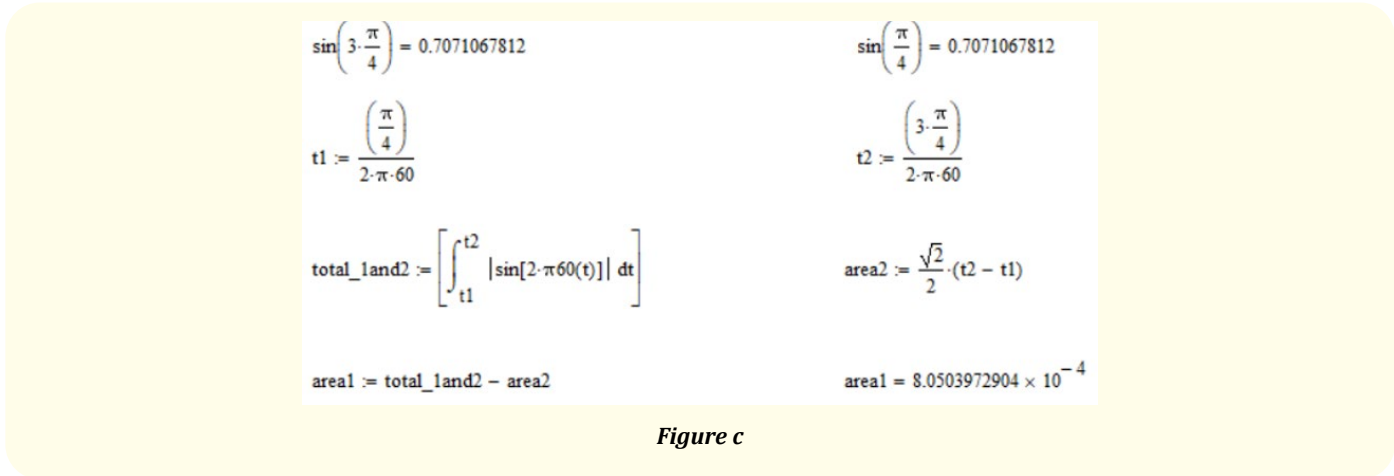 sin(3·π/4) = 0.7071067812
sin(π/4) = 0.7071067812
t1 := (π/4)/(2·π·60)
t2 := (3·π/4)/(2·π·60)
total_1and2 := [∫_t1^t2 |sin[2·π60(t)]| dt]
area2 := √2/2·(t2 − t1)
area1 := total_1and2 − area2
area1 = 8.0503972904 × 10^−4
Figure c